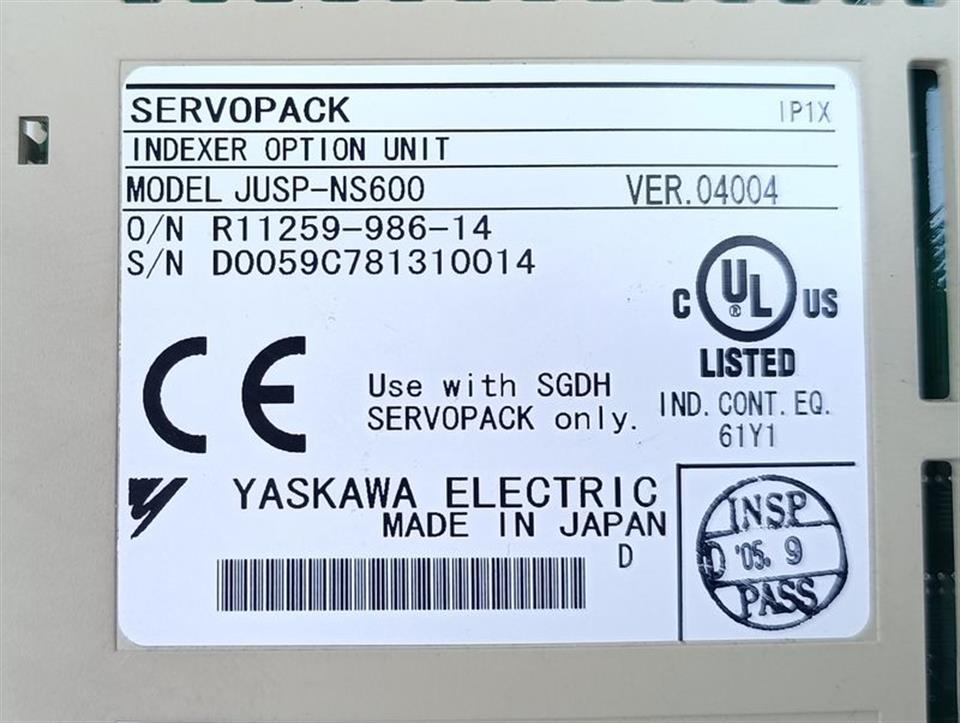 SERVOPACK IP1X
INDEXER OPTION UNIT
MODEL JUSP-NS600 VER.04004
O/N R11259-986-14
S/N D0059C781310014
C UL® US
LISTED
IND. CONT. EQ.
61Y1
CE
Use with SGDH
SERVOPACK only.
YASKAWA ELECTRIC
MADE IN JAPAN
D
INSP
D '05. 9
PASS